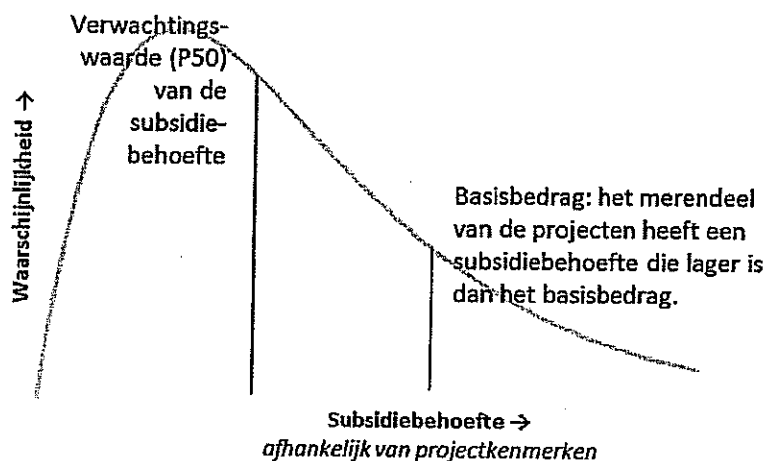 Verwachtings-
waarde (P50)
van de
subsidie-
behoefte
Waarschijnlijkheid →
Basisbedrag: het merendeel
van de projecten heeft een
subsidiebehoefte die lager is
dan het basisbedrag.
Subsidiebehoefte →
afhankelijk van projectkenmerken